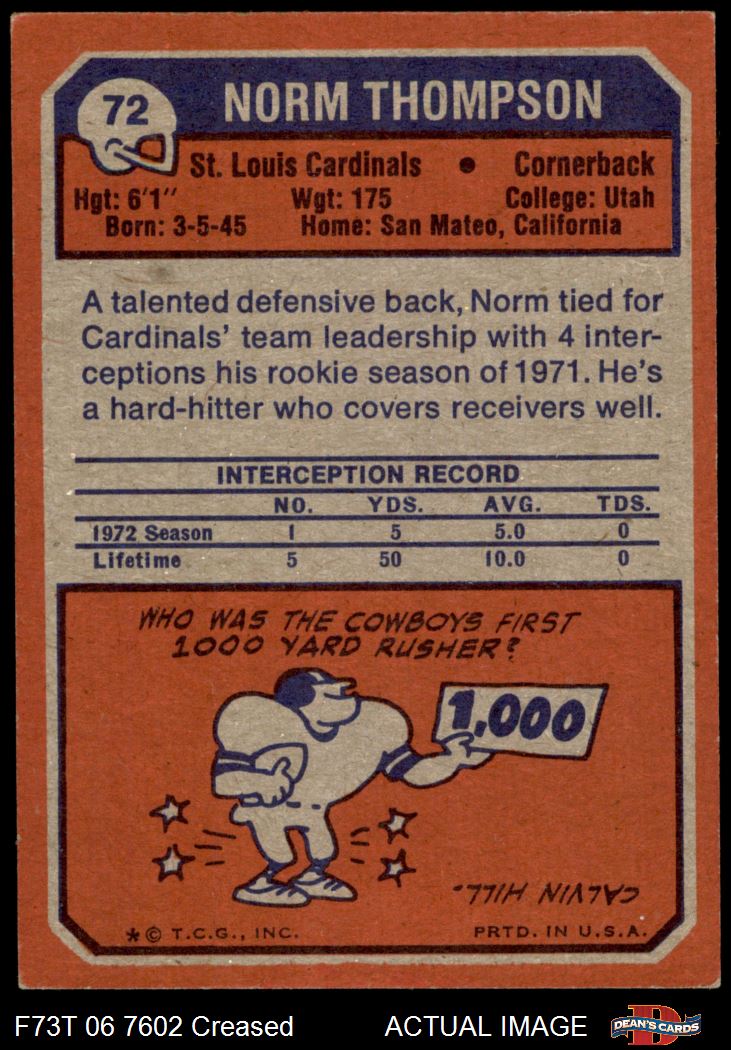 72
NORM THOMPSON
St. Louis Cardinals • Cornerback
Hgt: 6'1" Wgt: 175 College: Utah
Born: 3-5-45 Home: San Mateo, California
A talented defensive back, Norm tied for
Cardinals' team leadership with 4 inter-
ceptions his rookie season of 1971. He's
a hard-hitter who covers receivers well.
INTERCEPTION RECORD
NO. YDS. AVG. TDS.
1972 Season 1 5 5.0 0
Lifetime 5 50 10.0 0
WHO WAS THE COWBOYS FIRST
1000 YARD RUSHER?
1,000
CALVIN HILL.
*© T.C.G., INC. PRTD. IN U.S.A.
F73T 06 7602 Creased ACTUAL IMAGE
D
DEAN'S CARDS